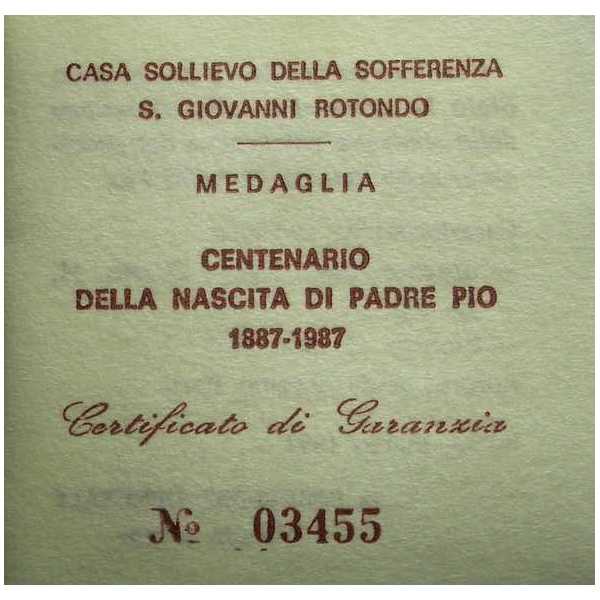 CASA SOLLIEVO DELLA SOFFERENZA
S. GIOVANNI ROTONDO
MEDAGLIA
CENTENARIO
DELLA NASCITA DI PADRE PIO
1887-1987
Certificato di Garanzia
№ 03455